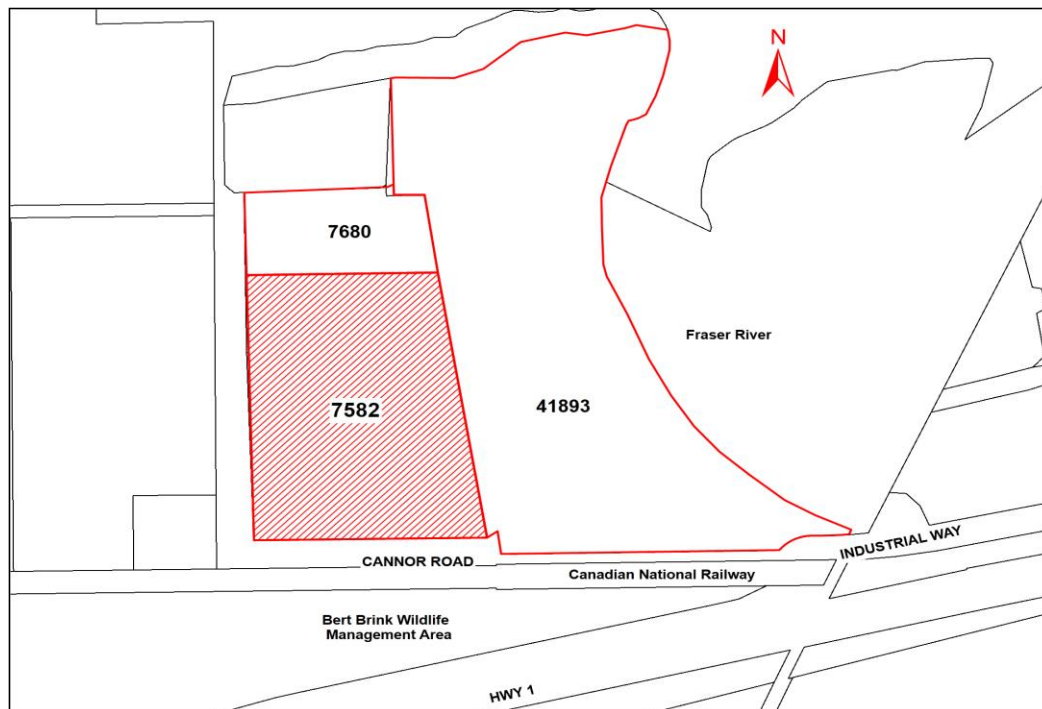 N
7680
Fraser River
7582
41893
INDUSTRIAL WAY
CANNOR ROAD
Canadian National Railway
Bert Brink Wildlife
Management Area
HWY 1